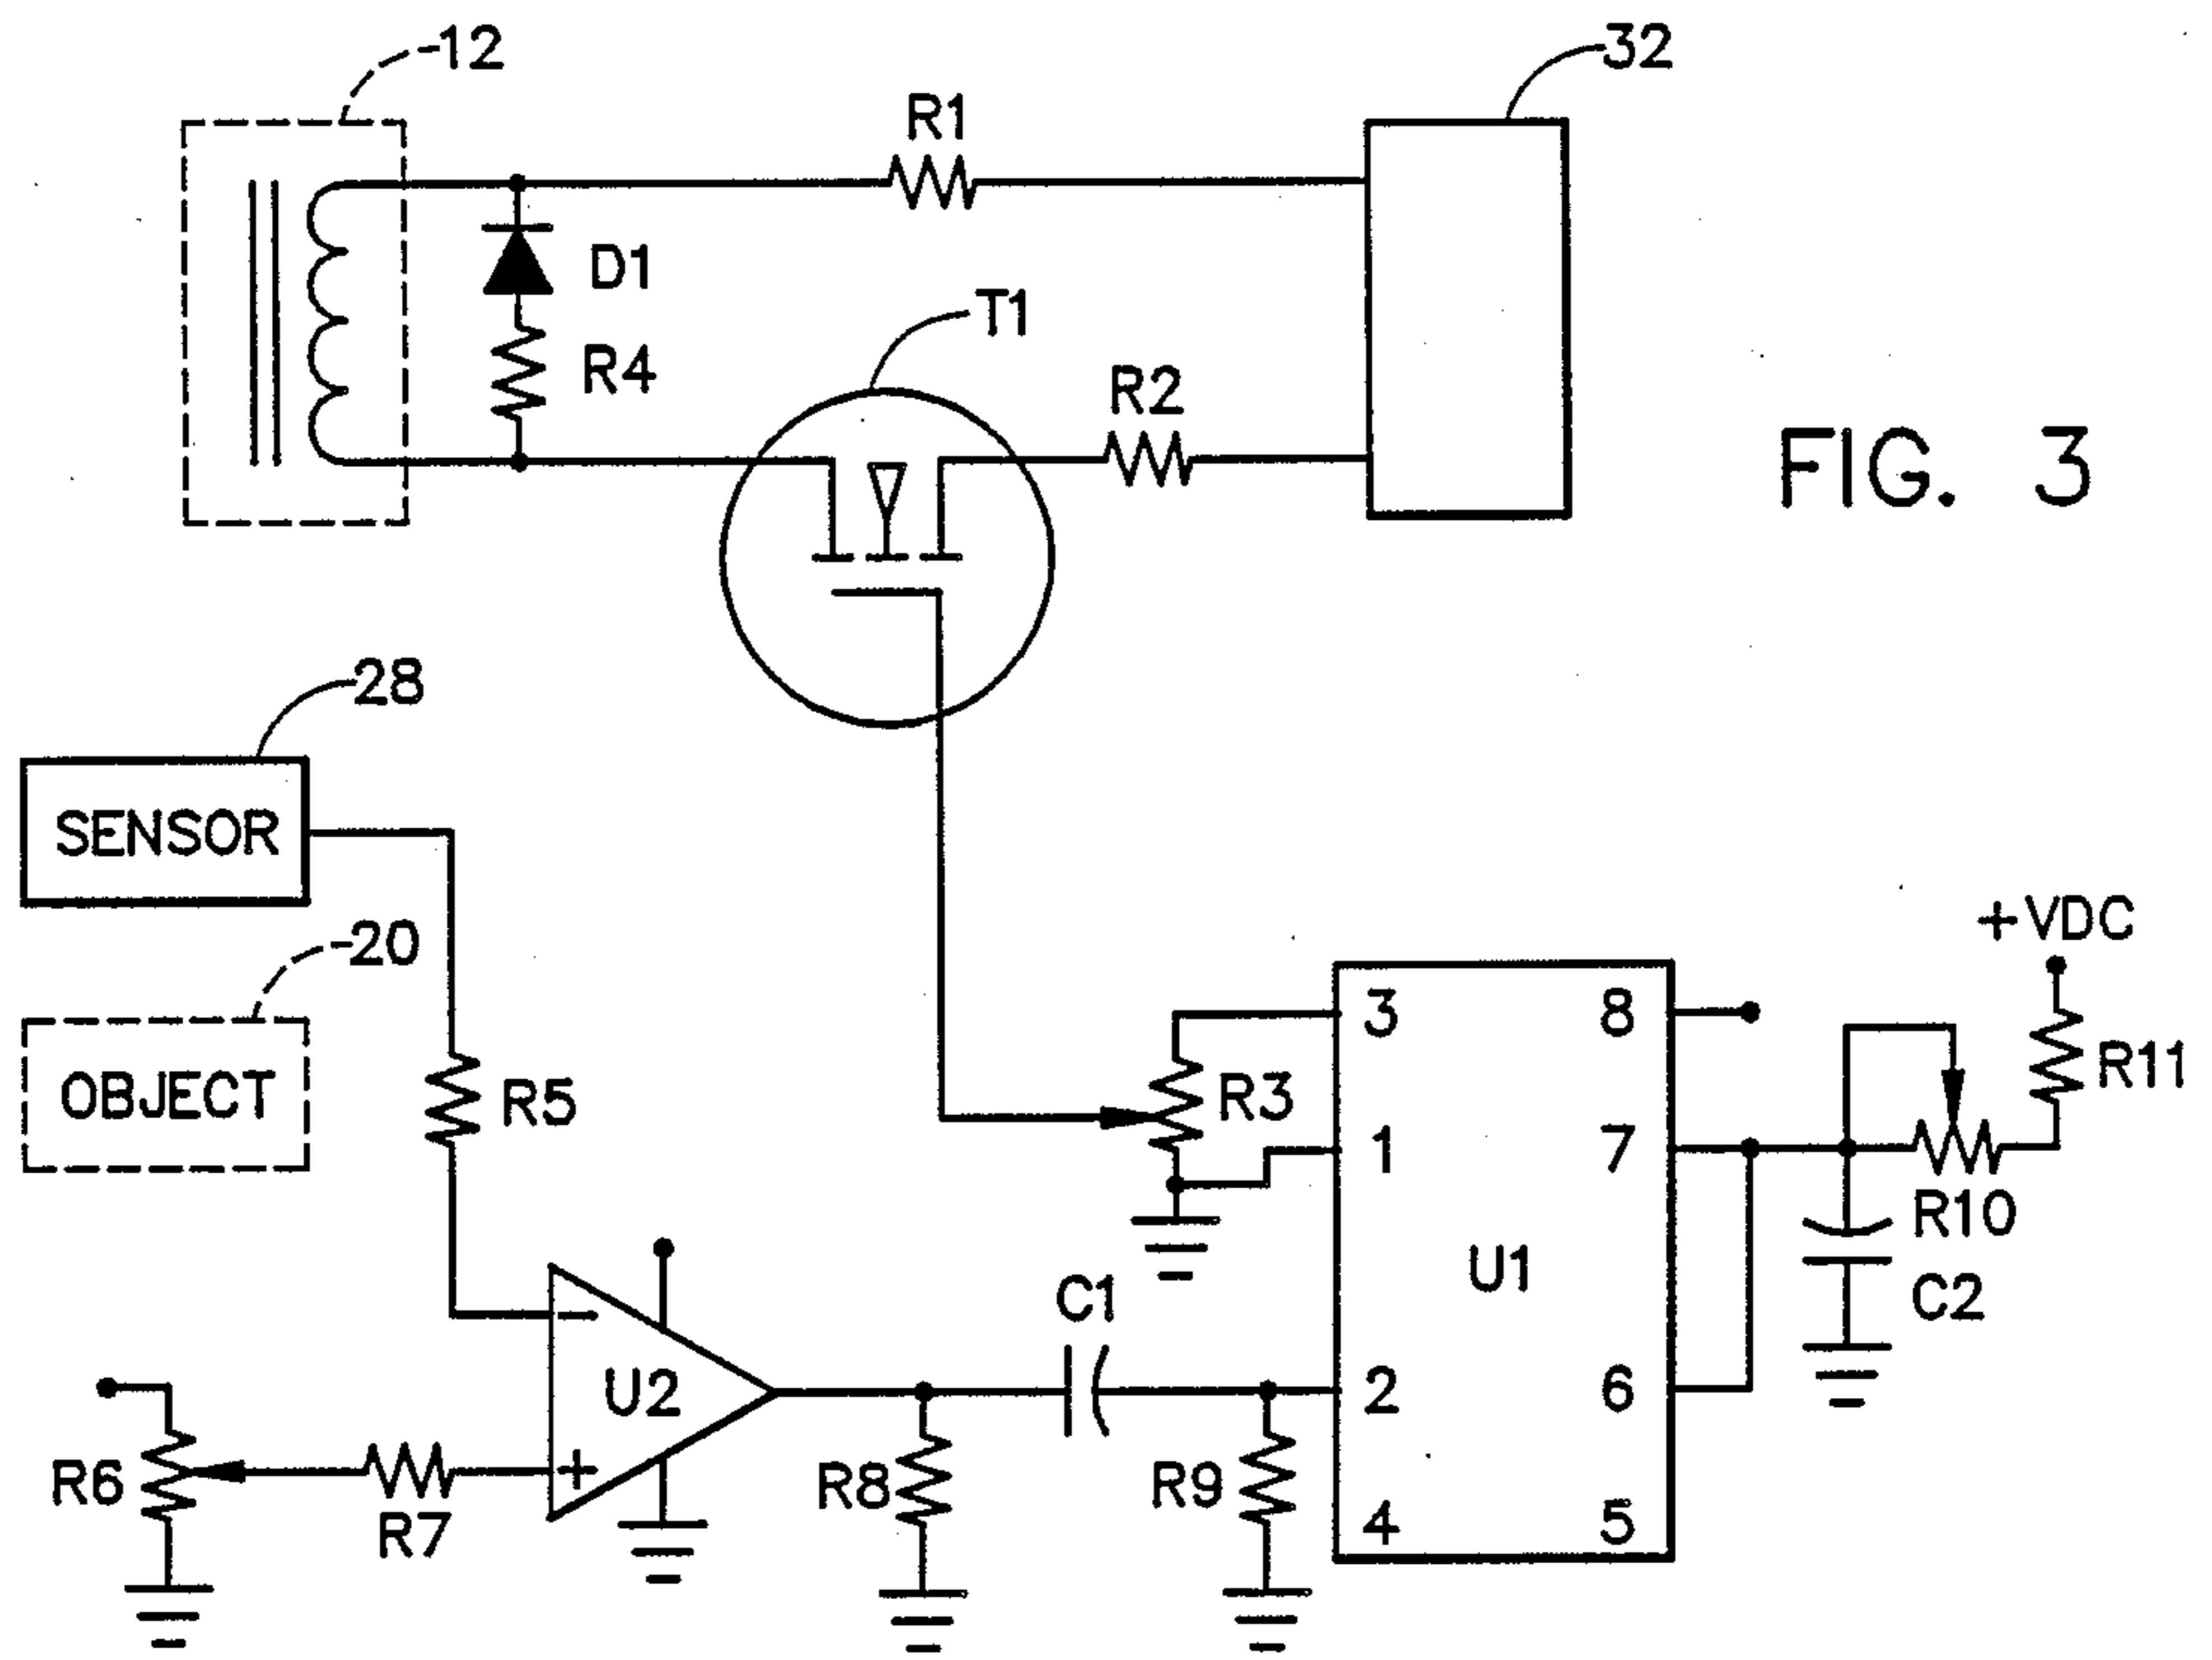 12
32
R1
D1
T1
R4
R2
FIG. 3
28
SENSOR
+VDC
20
3
8
R11
OBJECT
R5
R3
1
7
R10
U1
C1
C2
U2
2
6
R6
R8
R9
R7
4
5